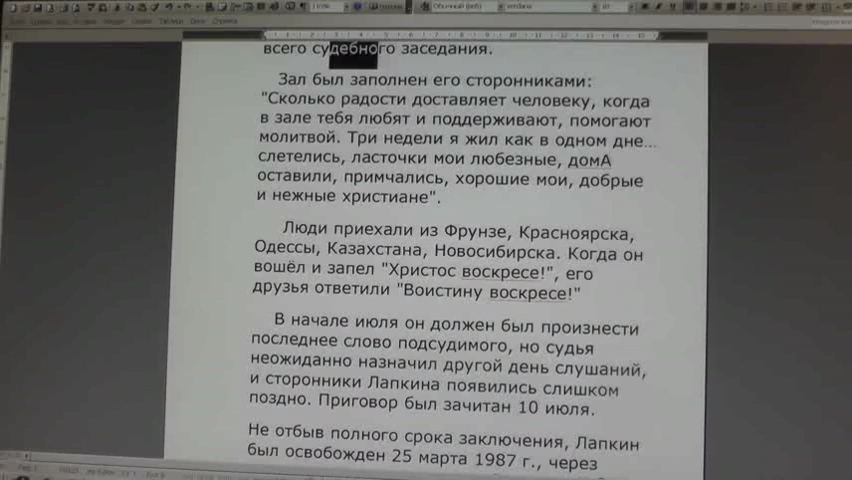 всего судебного заседания.
Зал был заполнен его сторонниками:
"Сколько радости доставляет человеку, когда
в зале тебя любят и поддерживают, помогают
молитвой. Три недели я жил как в одном дне...
слетелись, ласточки мои любезные, домА
оставили, примчались, хорошие мои, добрые
и нежные христиане".
Люди приехали из Фрунзе, Красноярска,
Одессы, Казахстана, Новосибирска. Когда он
вошёл и запел "Христос воскресе!", его
друзья ответили "Воистину воскресе!"
В начале июля он должен был произнести
последнее слово подсудимого, но судья
неожиданно назначил другой день слушаний,
и сторонники Лапкина появились слишком
поздно. Приговор был зачитан 10 июля.
Не отбыв полного срока заключения, Лапкин
был освобожден 25 марта 1987 г., через